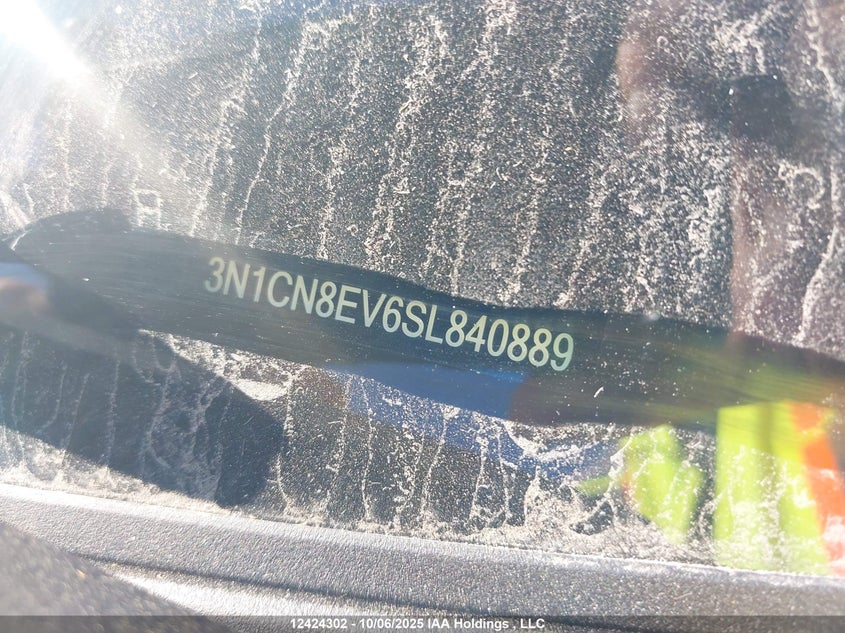 3N1CN8EV6SL840889
12424302 - 10/06/2025 IAA Holdings , LLC